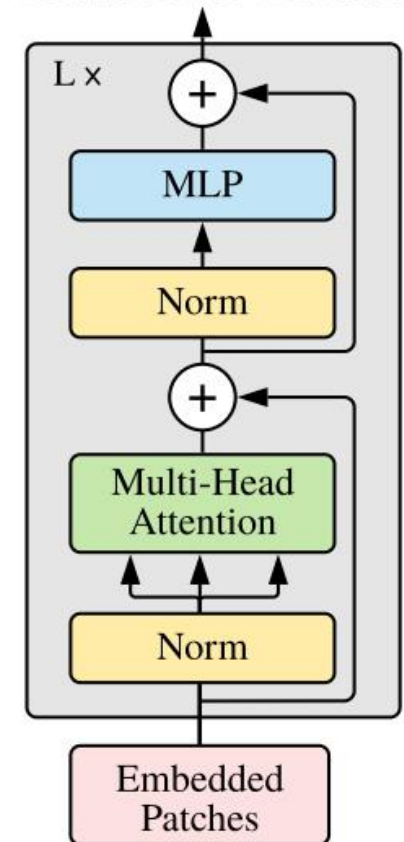 L ×
+
MLP
Norm
+
Multi-Head
Attention
Norm
Embedded
Patches